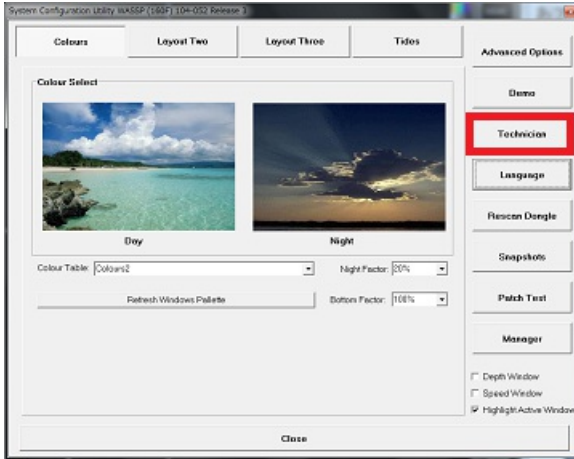 System Configuration Utility WASSP (160F) 104-052 Release 3
Colours
Layout Two
Layout Three
Tides
Advanced Options
Colour Select
Demo
Technician
Language
Day
Night
Rescan Dongle
Colour Table: Colours2
Night Factor: 20%
Snapshots
Refresh Windows Pallette
Bottom Factor: 100%
Patch Test
Manager
Depth Window
Speed Window
Highlight Active Window
Close